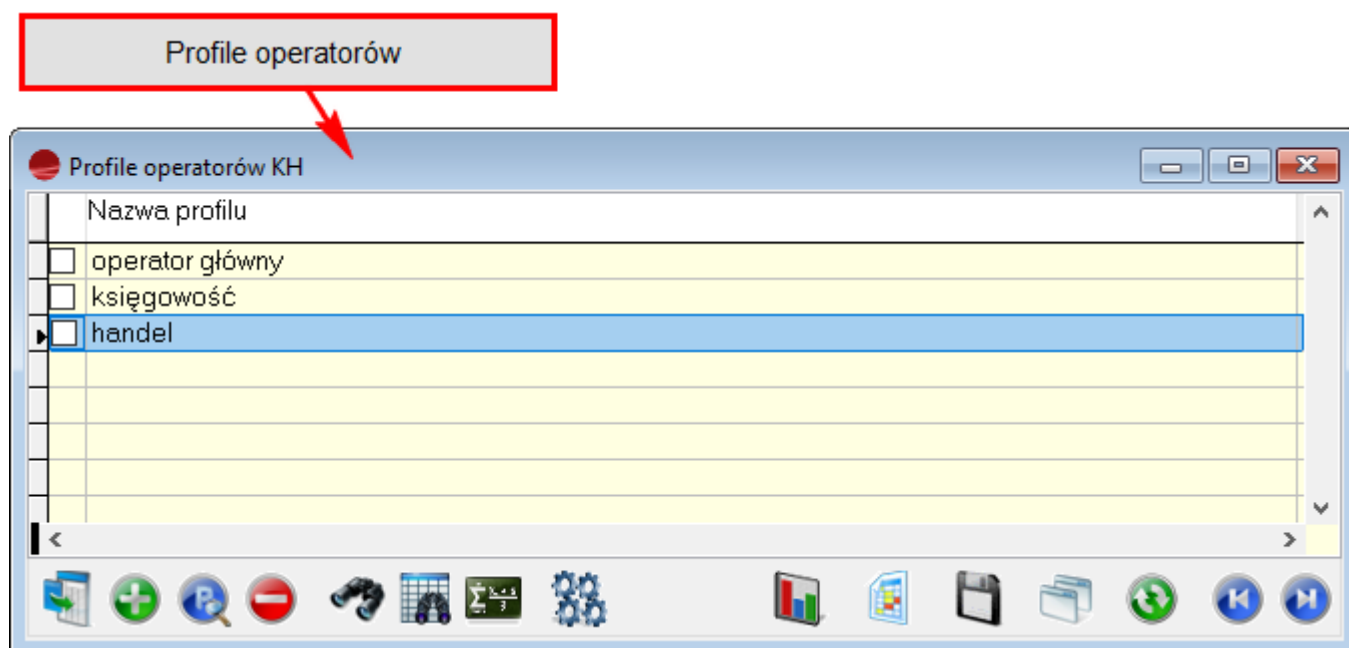 Profile operatorów
Profile operatorów KH
Nazwa profilu
operator główny
księgowość
handel